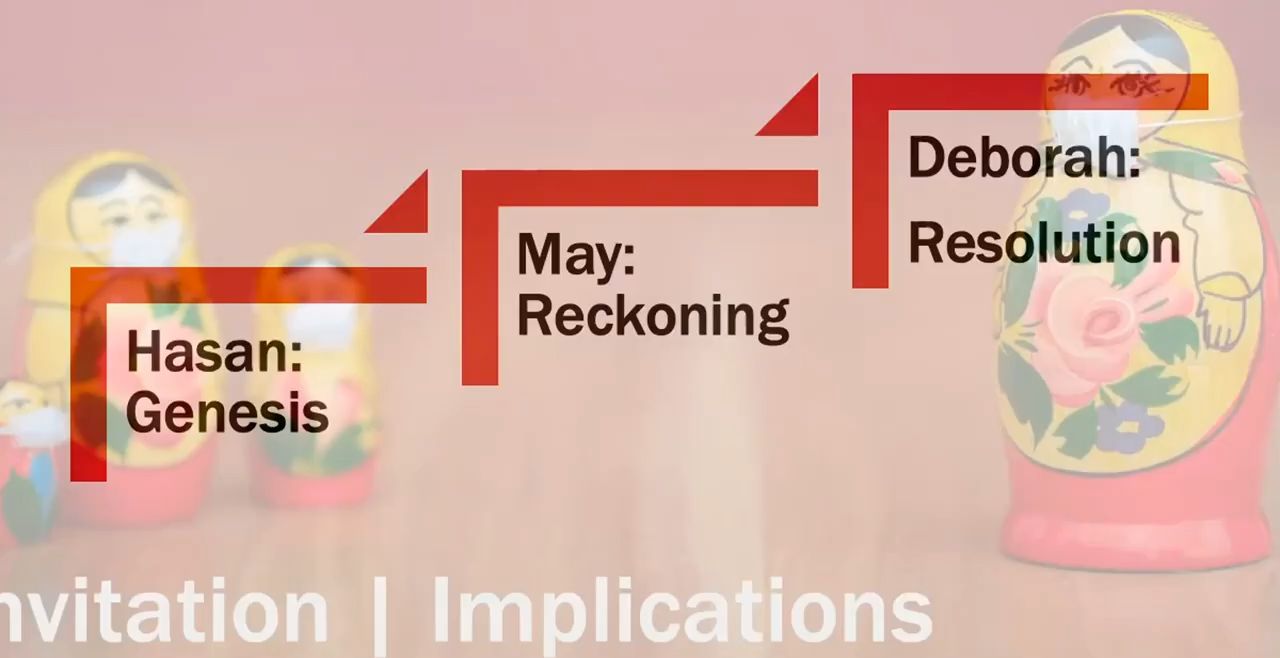 Hasan:
Genesis
May:
Reckoning
Deborah:
Resolution
nvitation | Implications